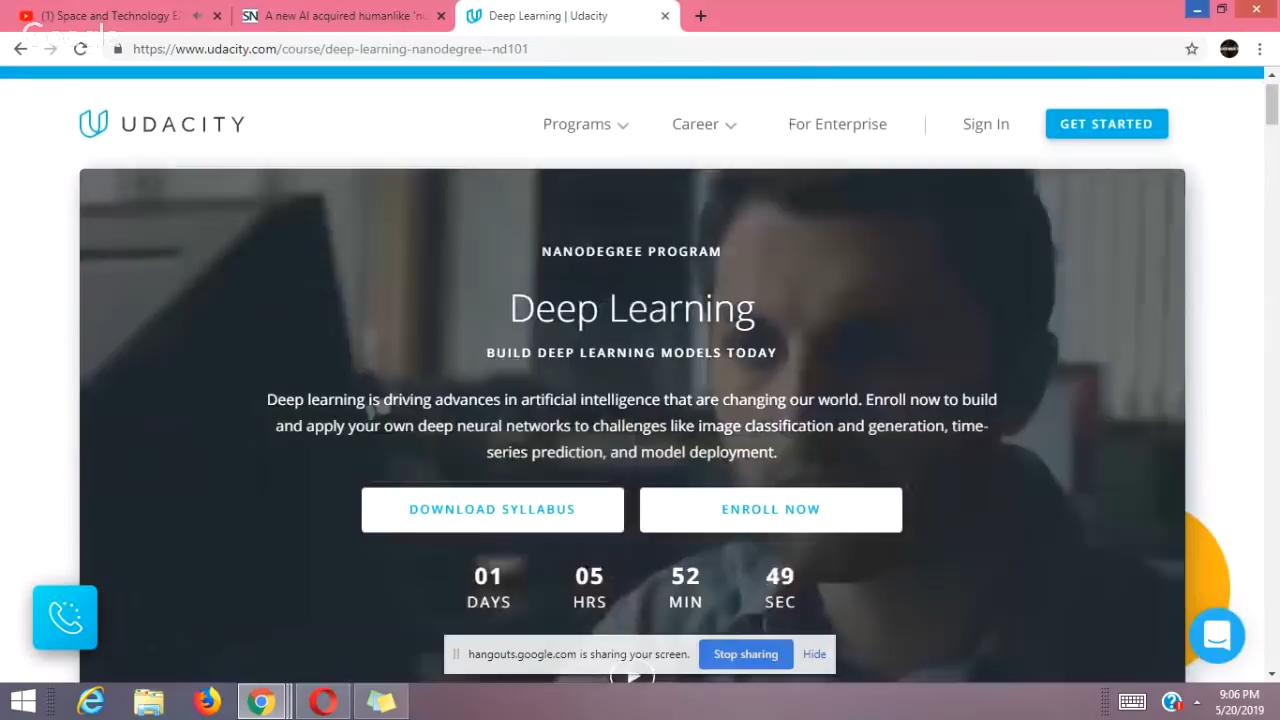 (1) Space and Technology E
SN A new AI acquired humanlike 'nu
Deep Learning | Udacity
https://www.udacity.com/course/deep-learning-nanodegree--nd101
UDACITY
Programs
Career
For Enterprise
Sign In
GET STARTED
NANODEGREE PROGRAM
Deep Learning
BUILD DEEP LEARNING MODELS TODAY
Deep learning is driving advances in artificial intelligence that are changing our world. Enroll now to build
and apply your own deep neural networks to challenges like image classification and generation, time-
series prediction, and model deployment.
DOWNLOAD SYLLABUS
ENROLL NOW
01 05 52 49
DAYS HRS MIN SEC
hangouts.google.com is sharing your screen.
Stop sharing
Hide
9:06 PM
5/20/2019